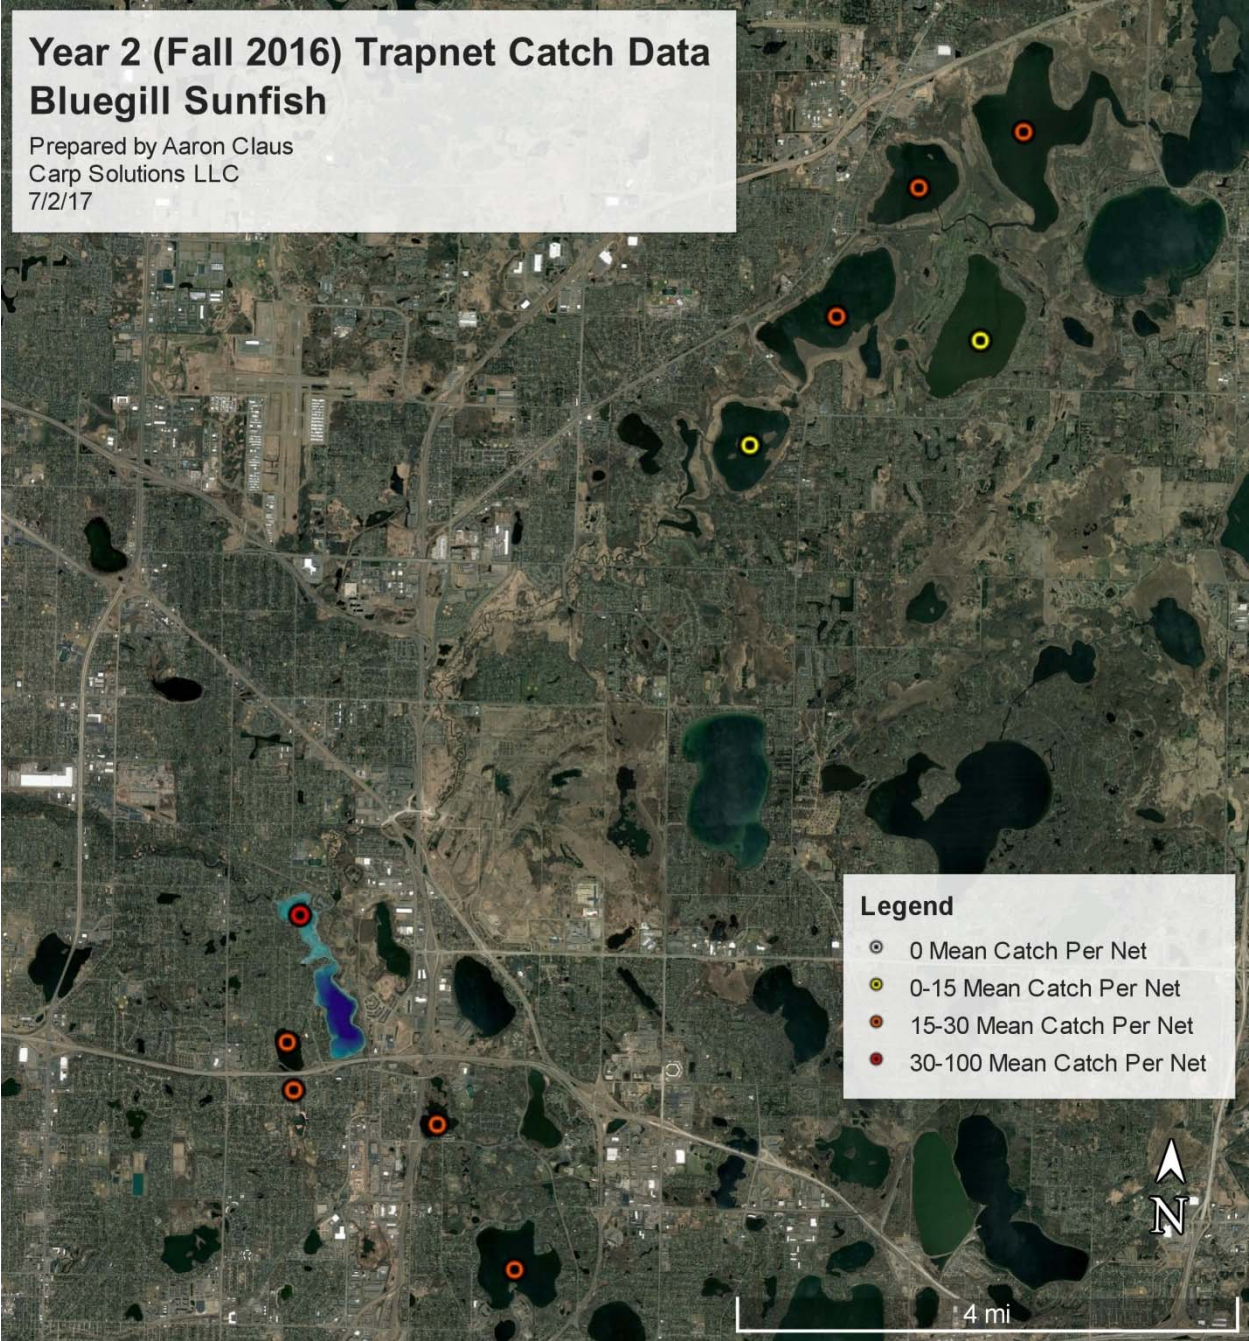 Year 2 (Fall 2016) Trapnet Catch Data
Bluegill Sunfish
Prepared by Aaron Claus
Carp Solutions LLC
7/2/17
Legend
0 Mean Catch Per Net
0-15 Mean Catch Per Net
15-30 Mean Catch Per Net
30-100 Mean Catch Per Net
N
4 mi